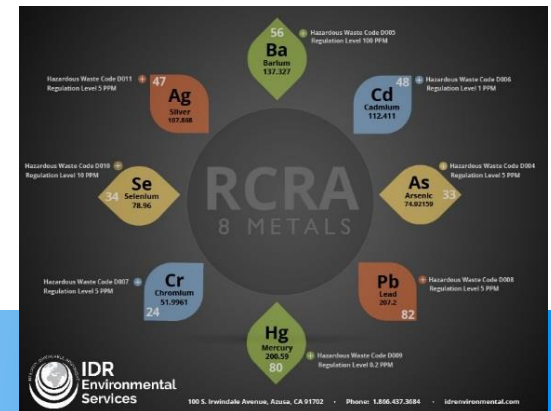 56
Ba
Barium
137.327
Hazardous Waste Code D005
Regulation Level 100 PPM
Hazardous Waste Code D011
Regulation Level 5 PPM
47
Ag
Silver
107.868
48
Cd
Cadmium
112.411
Hazardous Waste Code D006
Regulation Level 1 PPM
Hazardous Waste Code D010
Regulation Level 10 PPM
34
Se
Selenium
78.96
RCRA
8 METALS
As
Arsenic
74.92159
33
Hazardous Waste Code D004
Regulation Level 5 PPM
Hazardous Waste Code D007
Regulation Level 5 PPM
Cr
Chromium
51.9961
24
Pb
Lead
207.2
82
Hazardous Waste Code D008
Regulation Level 5 PPM
Hg
Mercury
200.59
80
Hazardous Waste Code D009
Regulation Level 0.2 PPM
IDR
Environmental
Services
100 S. Irwindale Avenue, Azusa, CA 91702 • Phone: 1.866.437.3684 • idrenvironmental.com